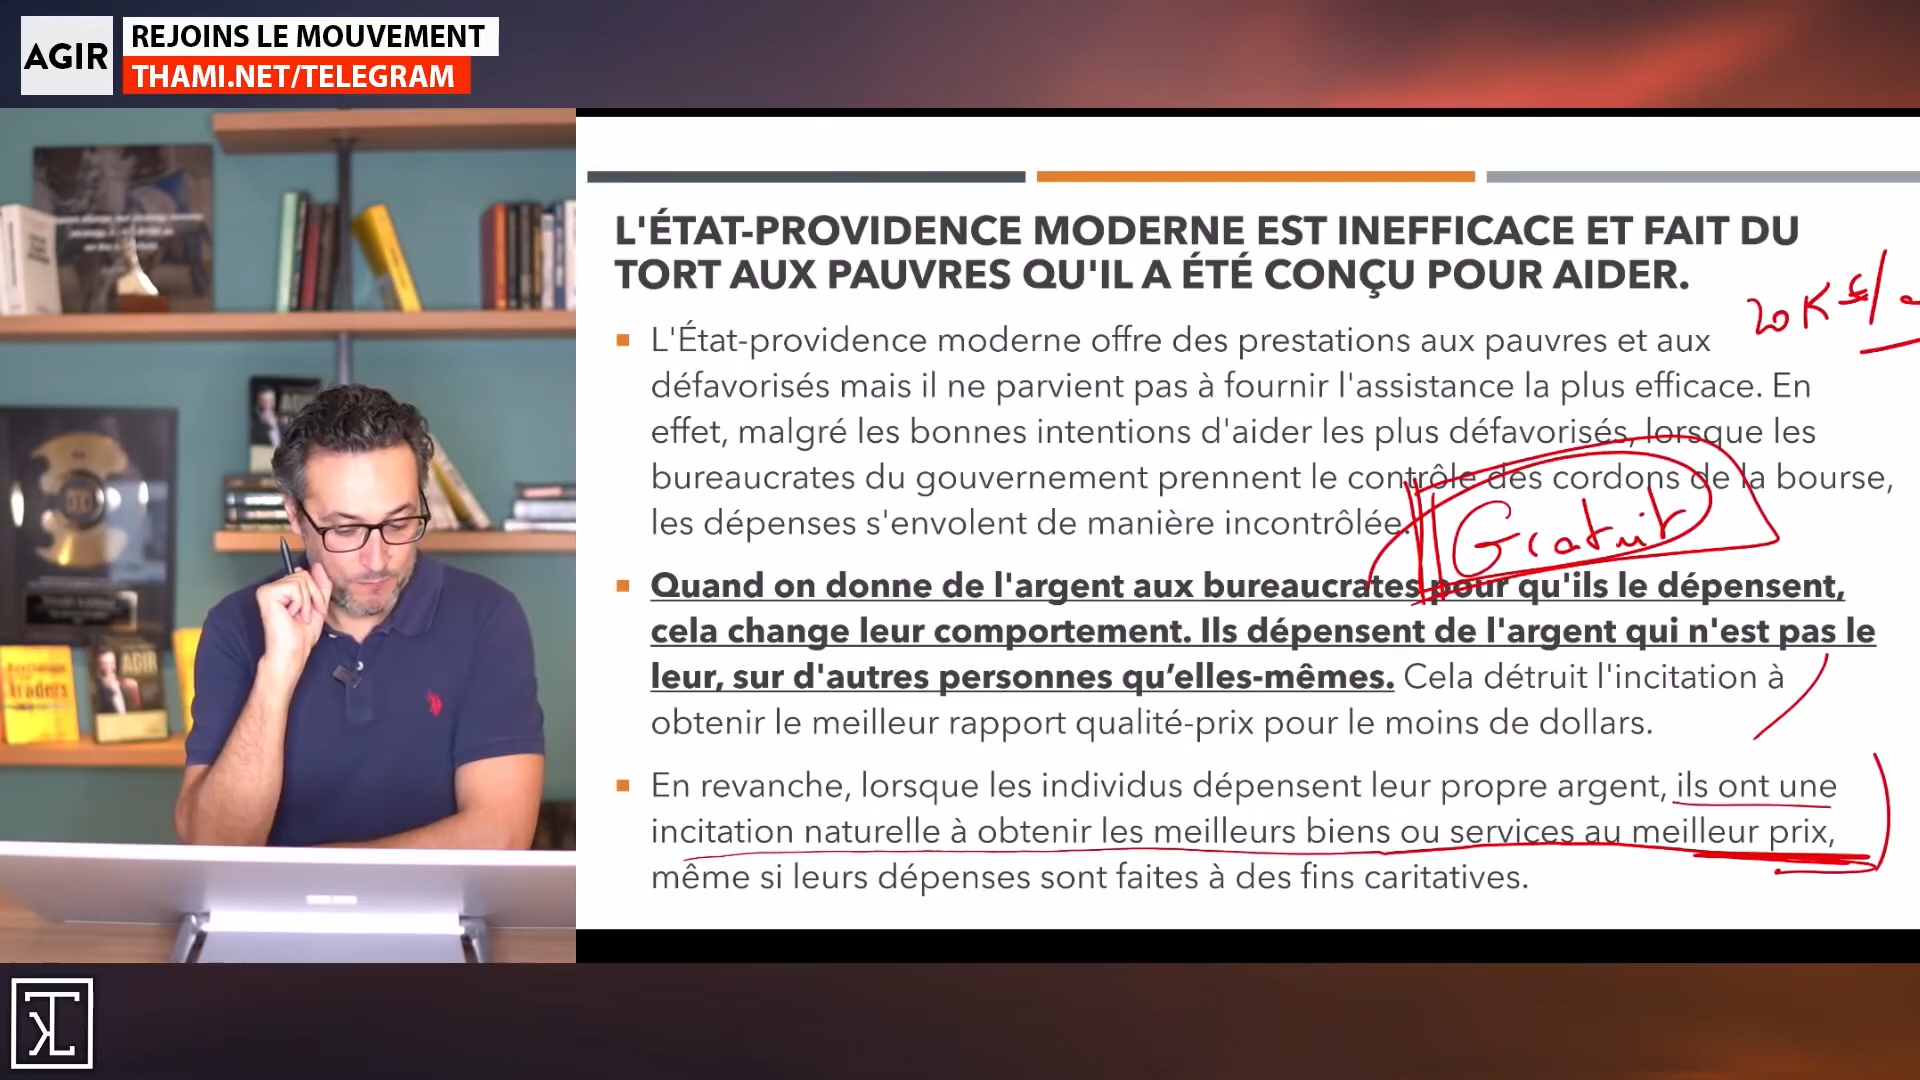 AGIR
REJOINS LE MOUVEMENT
THAMI.NET/TELEGRAM
L'ÉTAT-PROVIDENCE MODERNE EST INEFFICACE ET FAIT DU
TORT AUX PAUVRES QU'IL A ÉTÉ CONÇU POUR AIDER.
20K €/
L'État-providence moderne offre des prestations aux pauvres et aux
défavorisés mais il ne parvient pas à fournir l'assistance la plus efficace. En
effet, malgré les bonnes intentions d'aider les plus défavorisés, lorsque les
bureaucrates du gouvernement prennent le contrôle des cordons de la bourse,
les dépenses s'envolent de manière incontrôlée.
Gratuit
Quand on donne de l'argent aux bureaucrates pour qu'ils le dépensent,
cela change leur comportement. Ils dépensent de l'argent qui n'est pas le
leur, sur d'autres personnes qu’elles-mêmes. Cela détruit l'incitation à
obtenir le meilleur rapport qualité-prix pour le moins de dollars.
En revanche, lorsque les individus dépensent leur propre argent, ils ont une
incitation naturelle à obtenir les meilleurs biens ou services au meilleur prix,
même si leurs dépenses sont faites à des fins caritatives.
AGIR
traders